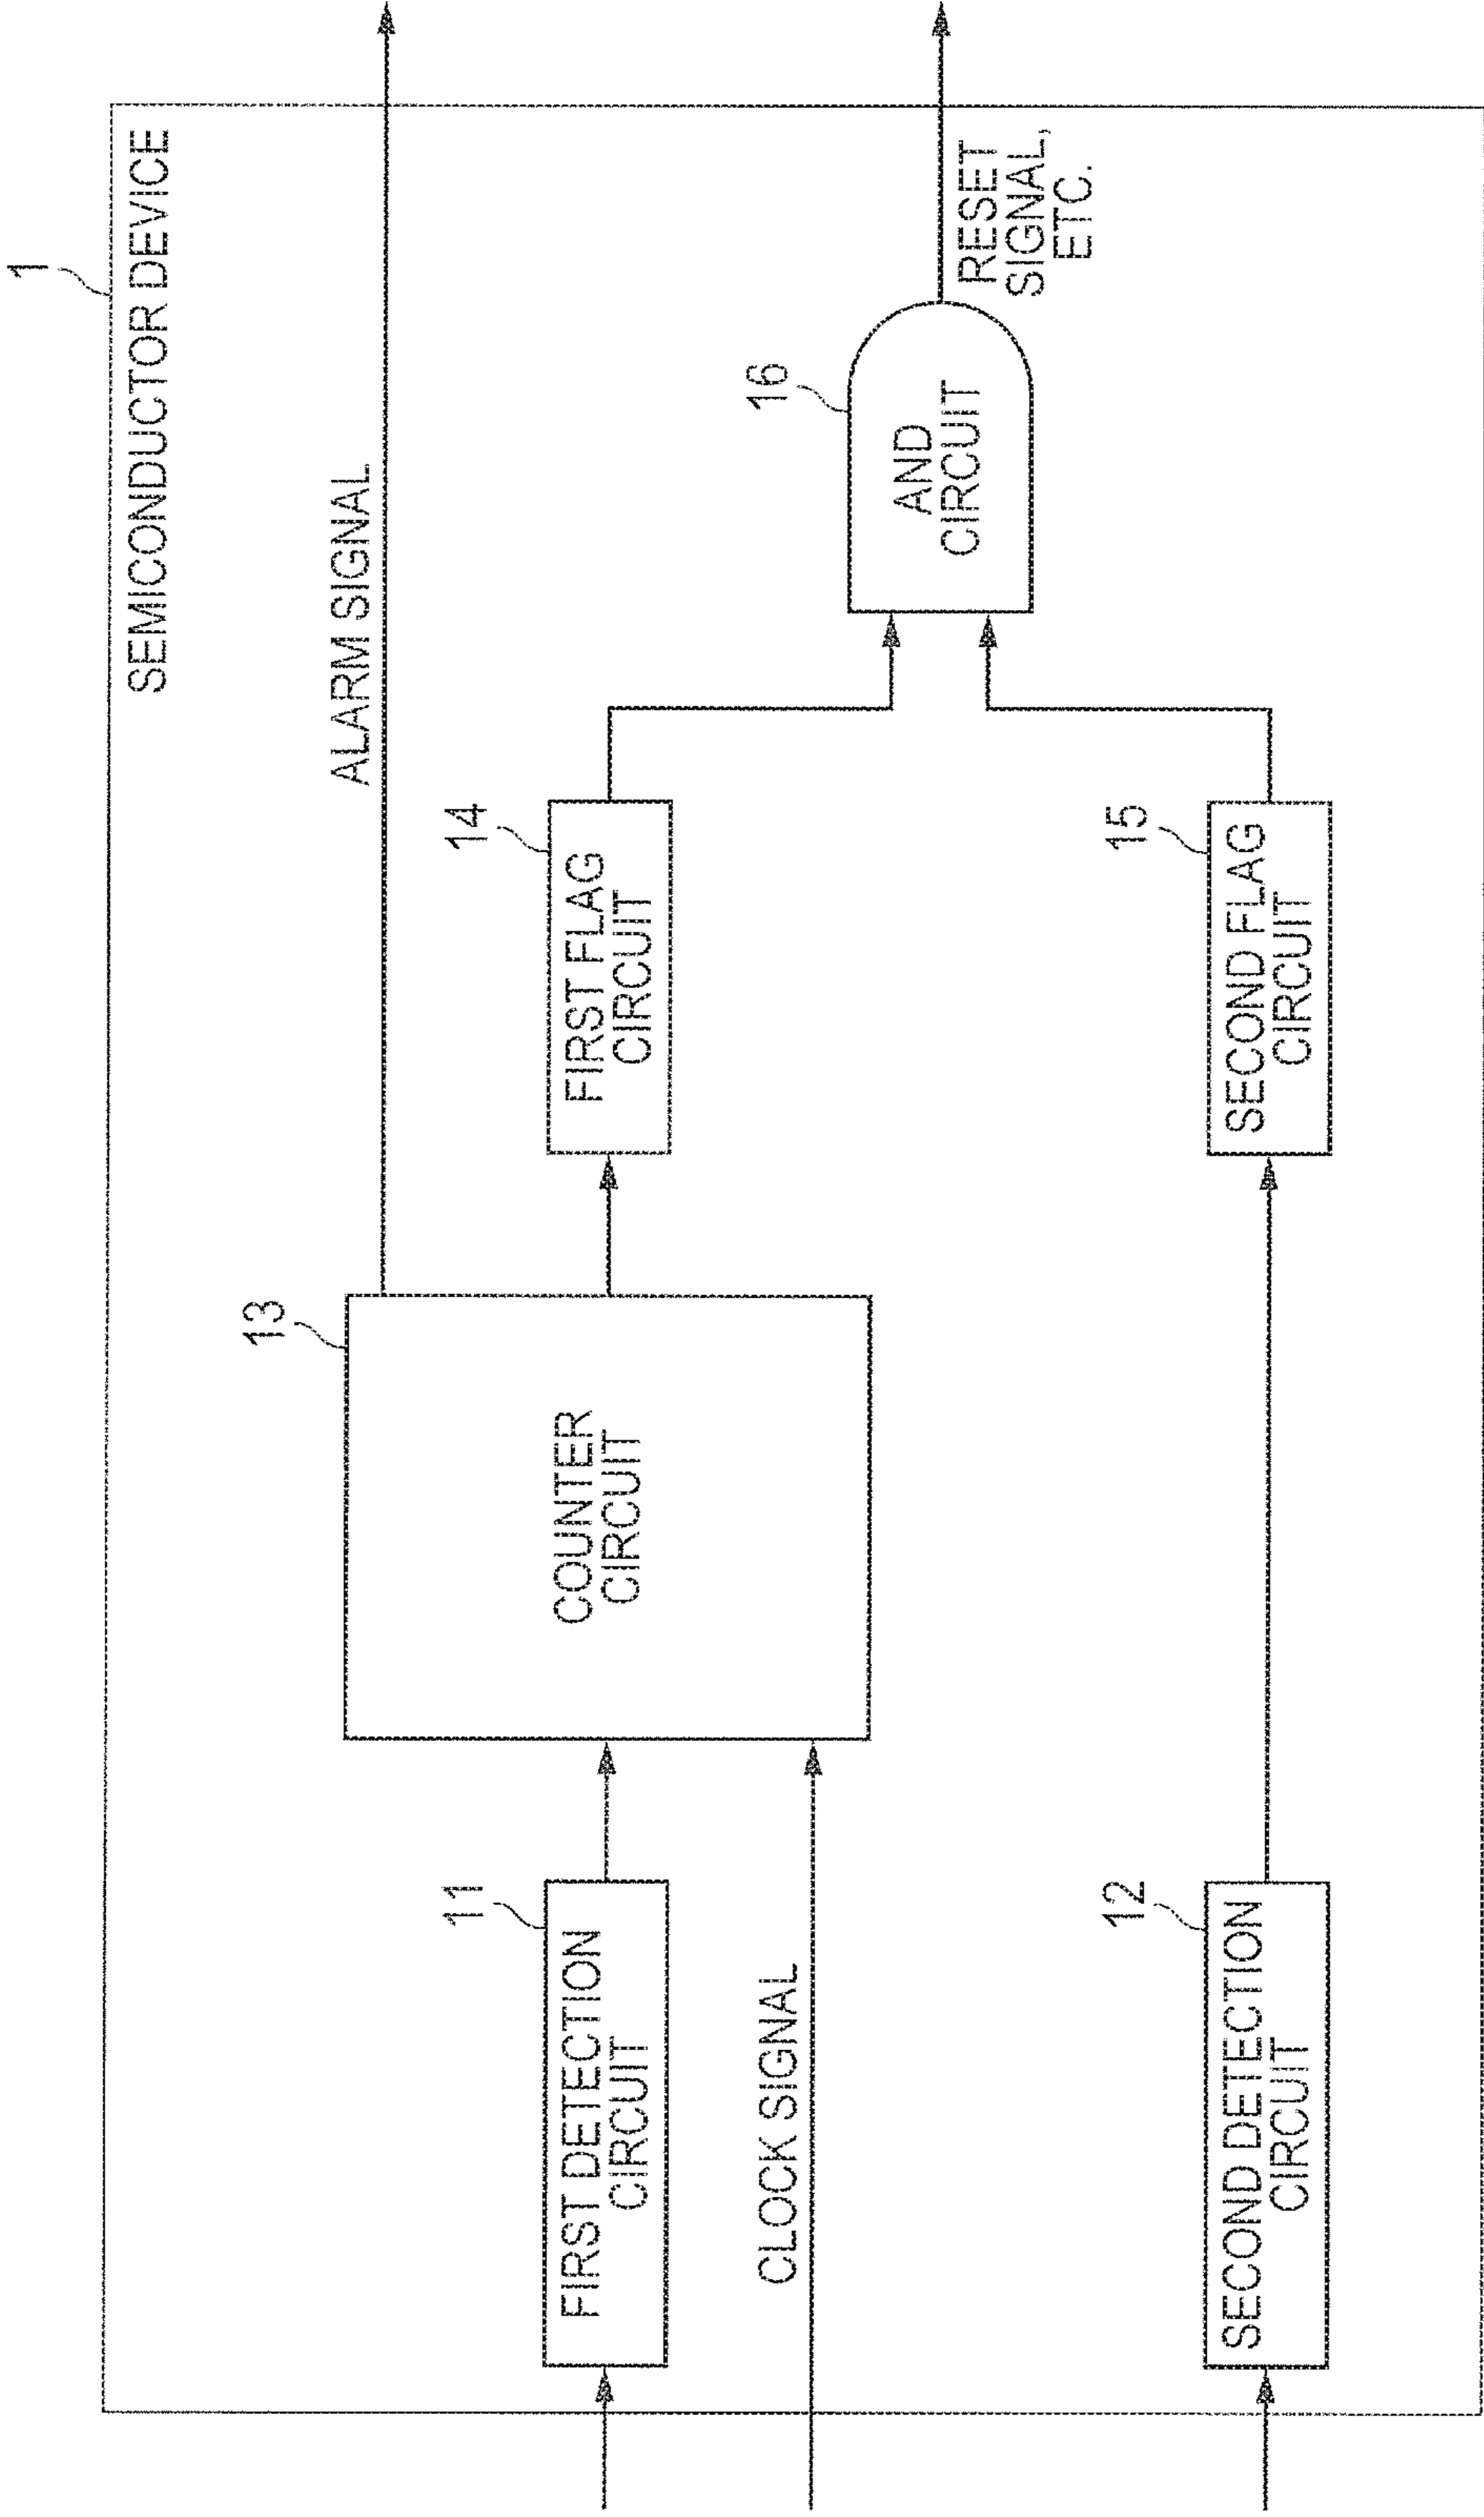 1
SEMICONDUCTOR DEVICE
ALARM SIGNAL
13
COUNTER
CIRCUIT
11
FIRST DETECTION
CIRCUIT
14
FIRST FLAG
CIRCUIT
16
AND
CIRCUIT
RESET
SIGNAL,
ETC.
CLOCK SIGNAL
12
SECOND DETECTION
CIRCUIT
15
SECOND FLAG
CIRCUIT